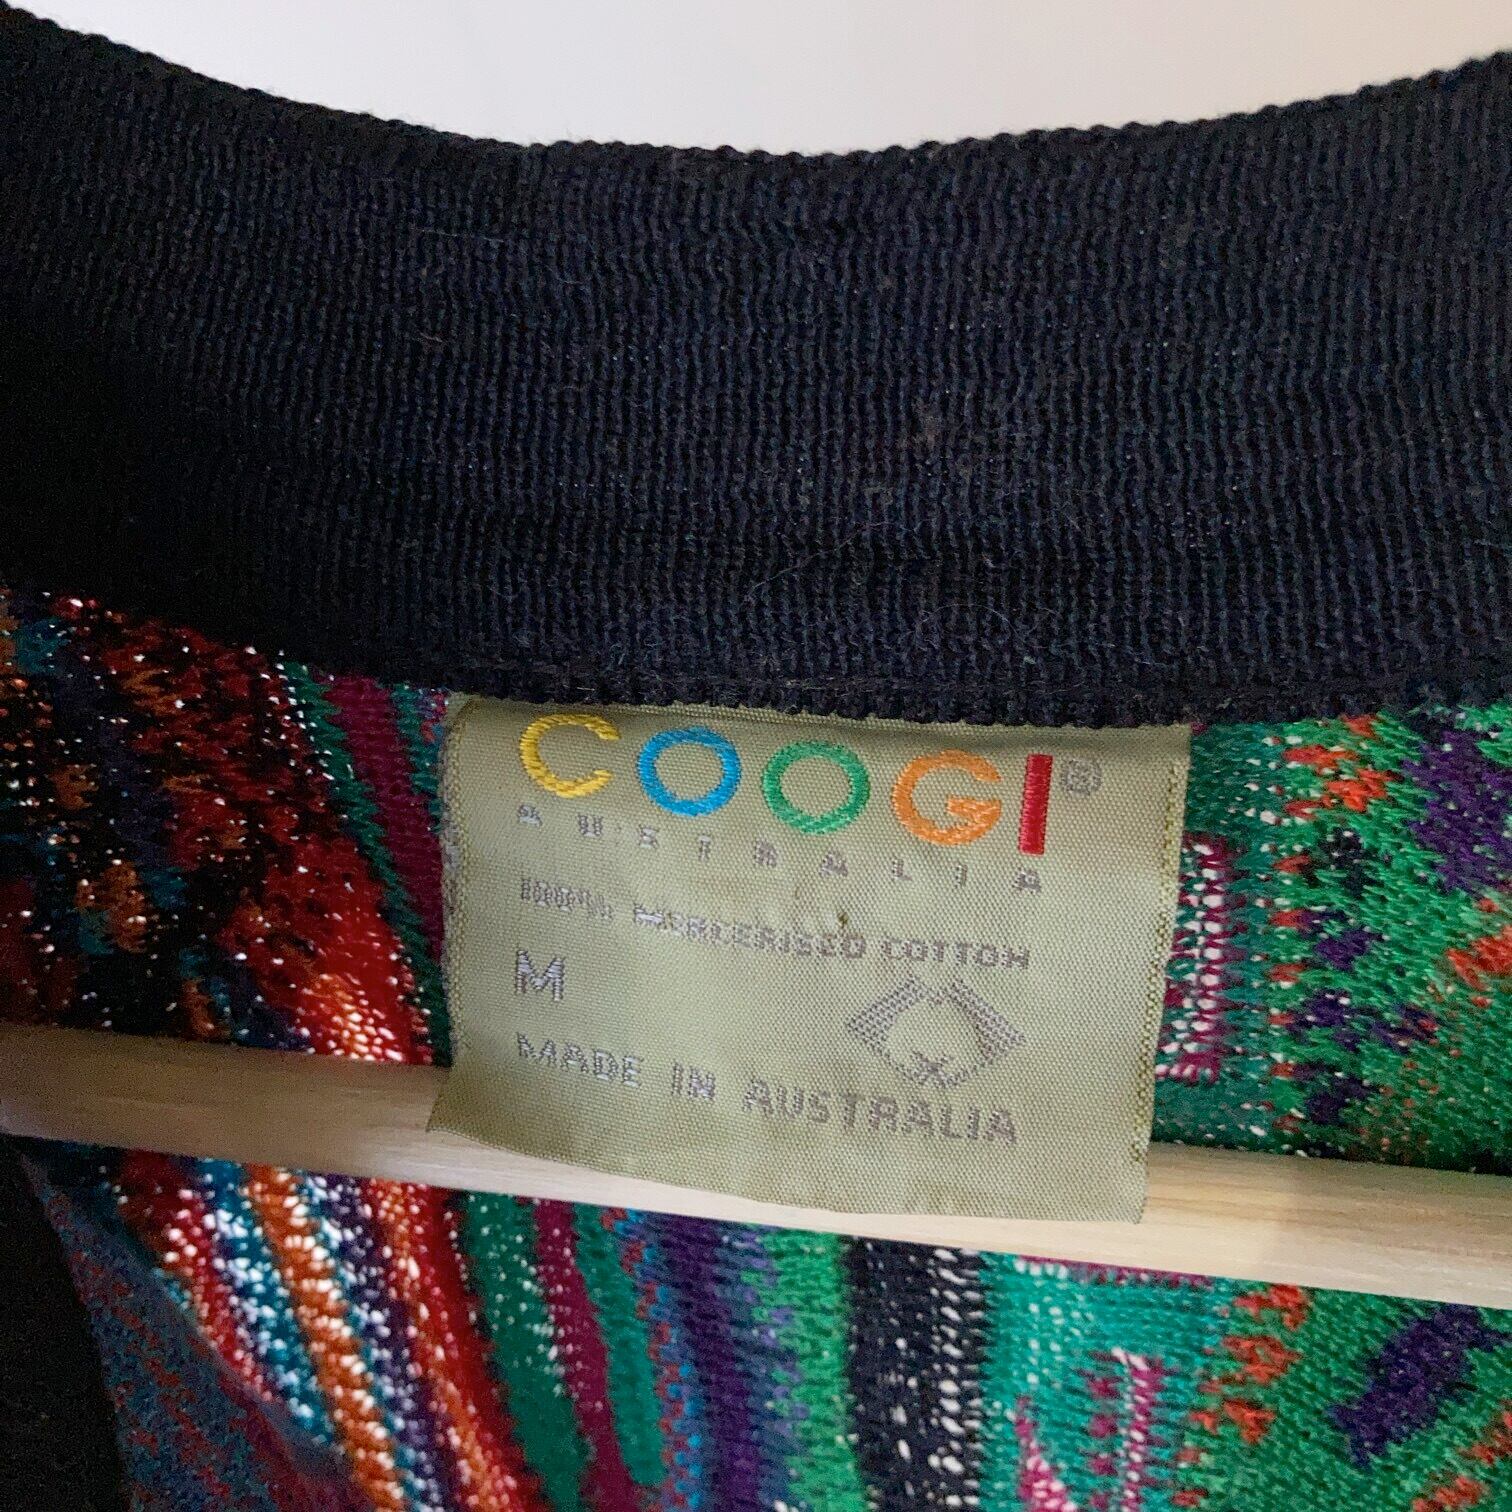 COOGI®
AUSTRALIA
100% MERCERISED COTTON
M
MADE IN AUSTRALIA